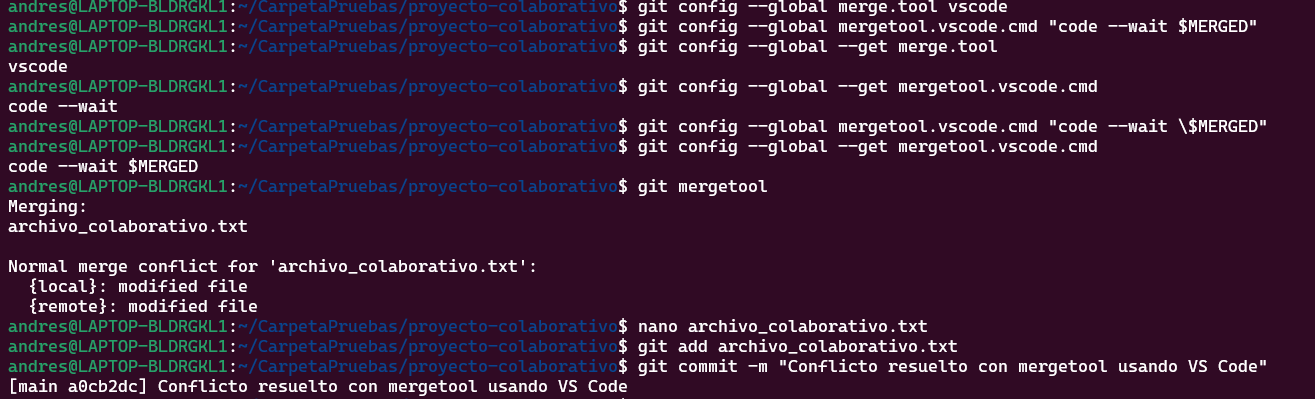 andres@LAPTOP-BLDRGKL1:~/CarpetaPruebas/proyecto-colaborativo$ git config --global merge.tool vscode
andres@LAPTOP-BLDRGKL1:~/CarpetaPruebas/proyecto-colaborativo$ git config --global mergetool.vscode.cmd "code --wait $MERGED"
andres@LAPTOP-BLDRGKL1:~/CarpetaPruebas/proyecto-colaborativo$ git config --global --get merge.tool
vscode
andres@LAPTOP-BLDRGKL1:~/CarpetaPruebas/proyecto-colaborativo$ git config --global --get mergetool.vscode.cmd
code --wait
andres@LAPTOP-BLDRGKL1:~/CarpetaPruebas/proyecto-colaborativo$ git config --global mergetool.vscode.cmd "code --wait \$MERGED"
andres@LAPTOP-BLDRGKL1:~/CarpetaPruebas/proyecto-colaborativo$ git config --global --get mergetool.vscode.cmd
code --wait $MERGED
andres@LAPTOP-BLDRGKL1:~/CarpetaPruebas/proyecto-colaborativo$ git mergetool
Merging:
archivo_colaborativo.txt

Normal merge conflict for 'archivo_colaborativo.txt':
  {local}: modified file
  {remote}: modified file
andres@LAPTOP-BLDRGKL1:~/CarpetaPruebas/proyecto-colaborativo$ nano archivo_colaborativo.txt
andres@LAPTOP-BLDRGKL1:~/CarpetaPruebas/proyecto-colaborativo$ git add archivo_colaborativo.txt
andres@LAPTOP-BLDRGKL1:~/CarpetaPruebas/proyecto-colaborativo$ git commit -m "Conflicto resuelto con mergetool usando VS Code"
[main a0cb2dc] Conflicto resuelto con mergetool usando VS Code